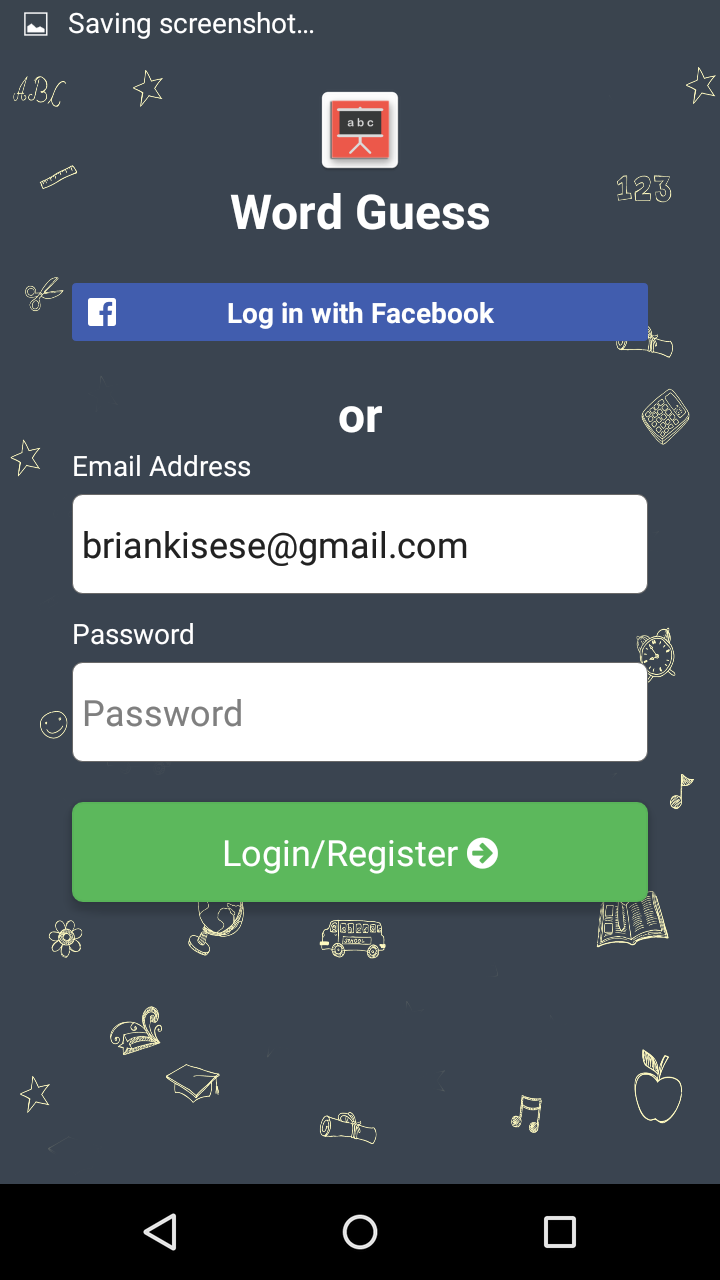 Saving screenshot...
ABC
123
a b c
Word Guess
Log in with Facebook
or
Email Address
briankisese@gmail.com
Password
Password
Login/Register